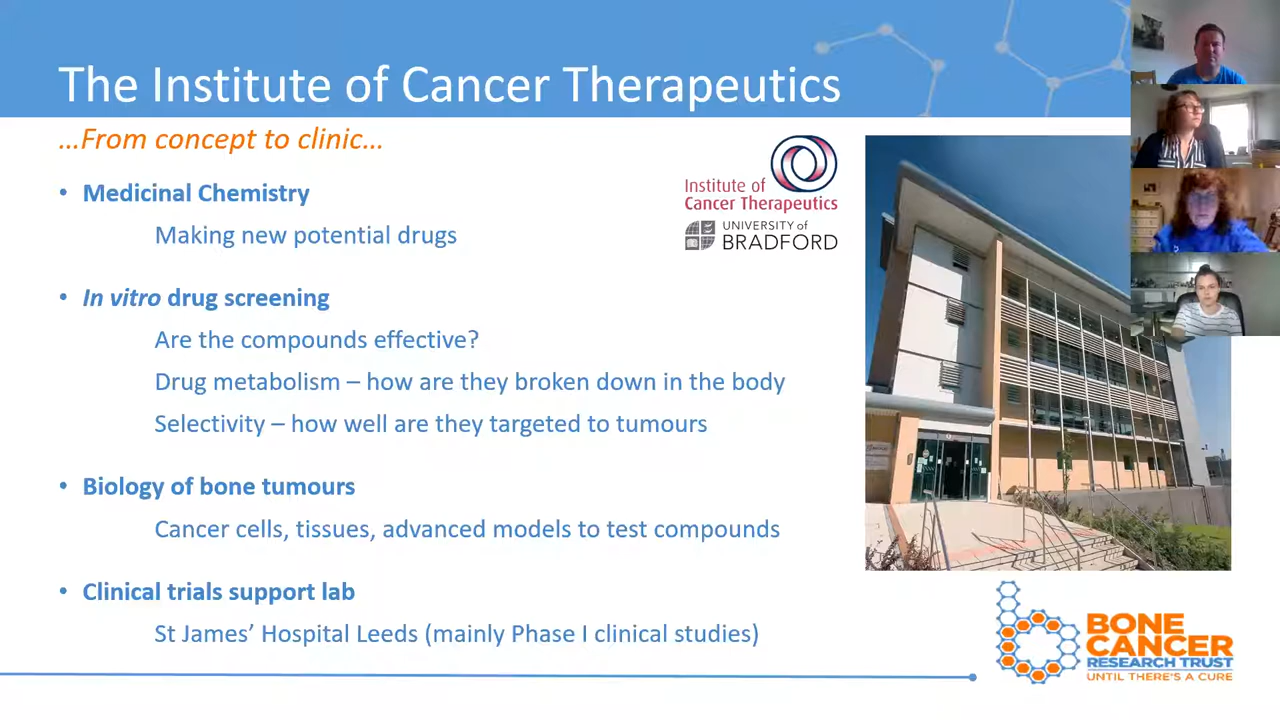 The Institute of Cancer Therapeutics
...From concept to clinic...
• Medicinal Chemistry
Making new potential drugs
• In vitro drug screening
Are the compounds effective?
Drug metabolism – how are they broken down in the body
Selectivity – how well are they targeted to tumours
• Biology of bone tumours
Cancer cells, tissues, advanced models to test compounds
• Clinical trials support lab
St James’ Hospital Leeds (mainly Phase I clinical studies)
Institute of
Cancer Therapeutics
UNIVERSITY of
BRADFORD
BONE
CANCER
RESEARCH TRUST
UNTIL THERE'S A CURE